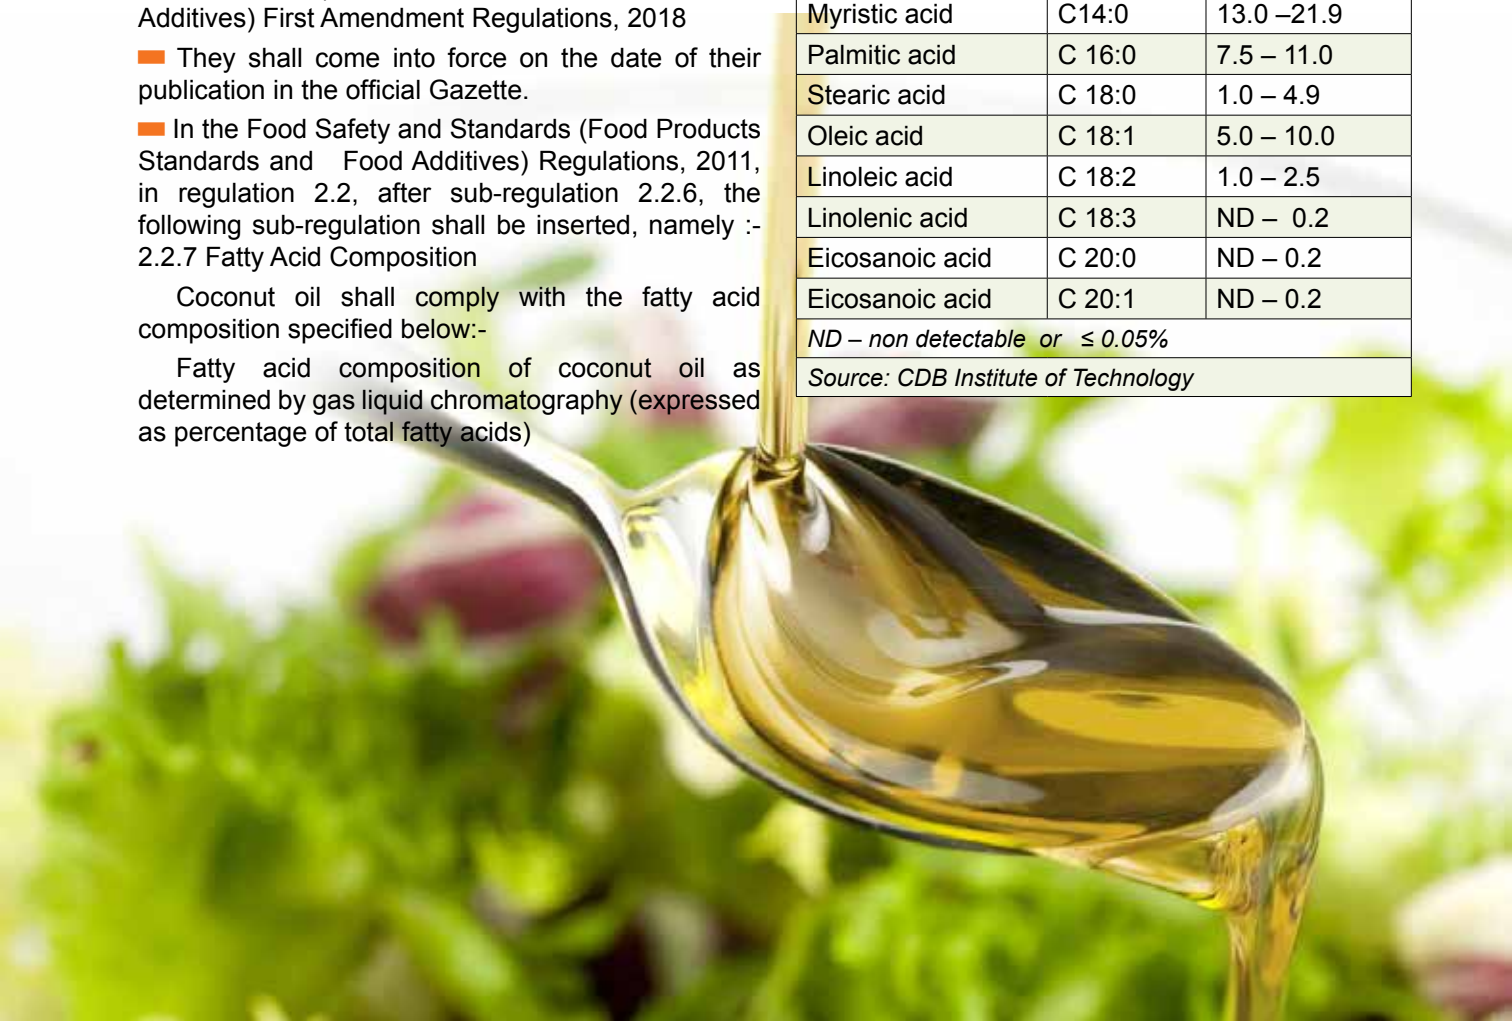 Additives) First Amendment Regulations, 2018
They shall come into force on the date of their
publication in the official Gazette.
In the Food Safety and Standards (Food Products
Standards and Food Additives) Regulations, 2011,
in regulation 2.2, after sub-regulation 2.2.6, the
following sub-regulation shall be inserted, namely :-
2.2.7 Fatty Acid Composition
Coconut oil shall comply with the fatty acid
composition specified below:-
Fatty acid composition of coconut oil as
determined by gas liquid chromatography (expressed
as percentage of total fatty acids)
Myristic acid C14:0 13.0 –21.9
Palmitic acid C 16:0 7.5 – 11.0
Stearic acid C 18:0 1.0 – 4.9
Oleic acid C 18:1 5.0 – 10.0
Linoleic acid C 18:2 1.0 – 2.5
Linolenic acid C 18:3 ND – 0.2
Eicosanoic acid C 20:0 ND – 0.2
Eicosanoic acid C 20:1 ND – 0.2
ND – non detectable or ≤ 0.05%
Source: CDB Institute of Technology